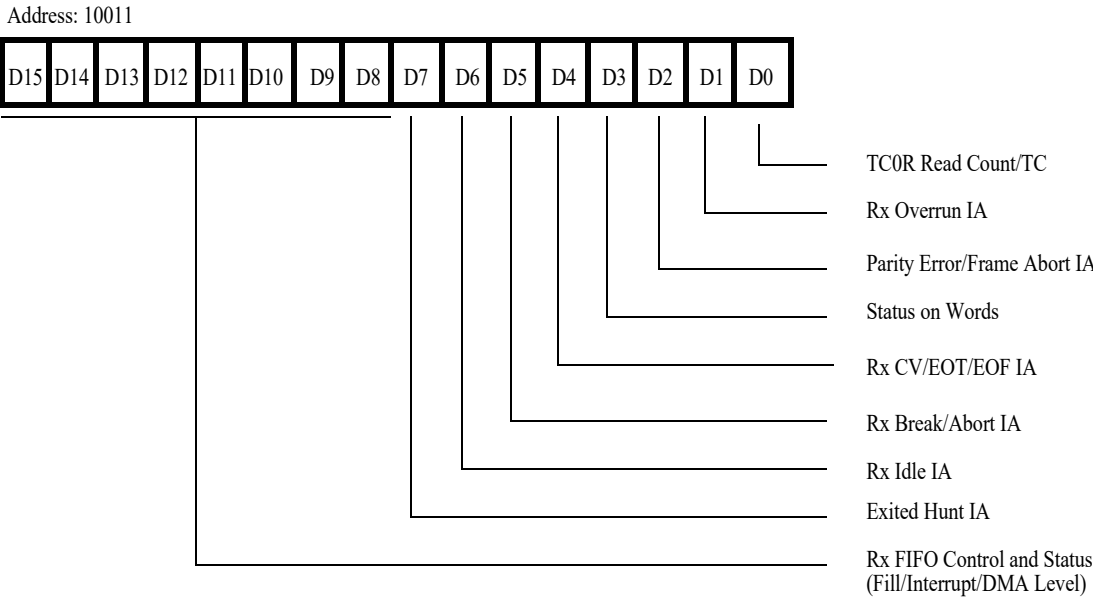 Address: 10011
D15 D14 D13 D12 D11 D10 D9 D8 D7 D6 D5 D4 D3 D2 D1 D0
TC0R Read Count/TC
Rx Overrun IA
Parity Error/Frame Abort IA
Status on Words
Rx CV/EOT/EOF IA
Rx Break/Abort IA
Rx Idle IA
Exited Hunt IA
Rx FIFO Control and Status
(Fill/Interrupt/DMA Level)